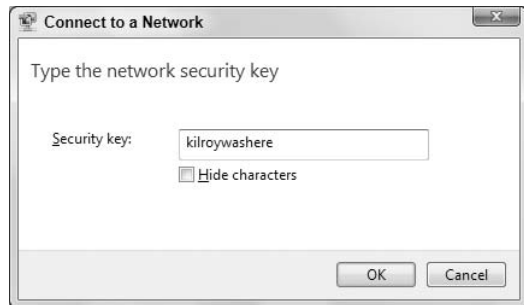 Connect to a Network
Type the network security key
Security key: kilroywashere
Hide characters
OK Cancel